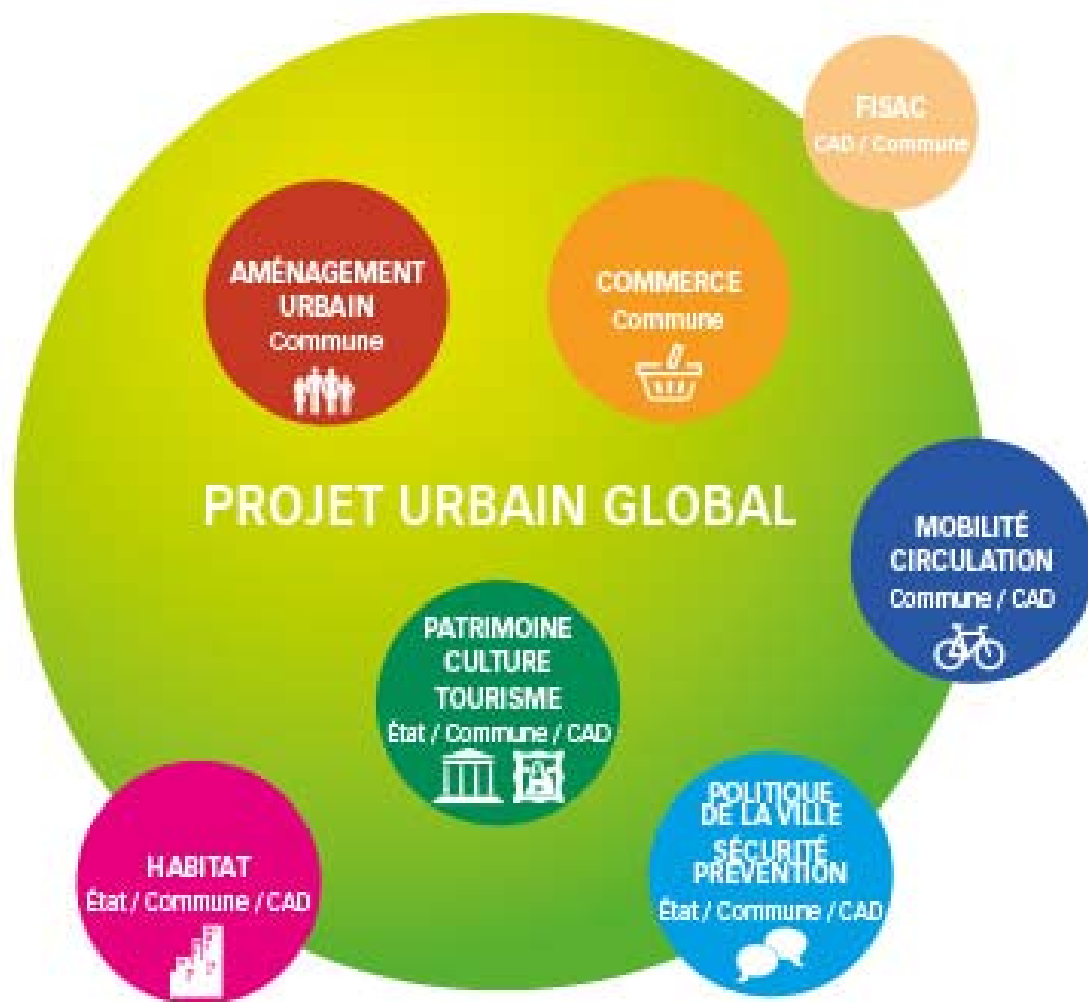 FISAC
CAD / Commune
AMÉNAGEMENT
URBAIN
Commune
COMMERCE
Commune
PROJET URBAIN GLOBAL
MOBILITÉ
CIRCULATION
Commune / CAD
PATRIMOINE
CULTURE
TOURISME
État / Commune / CAD
HABITAT
État / Commune / CAD
POLITIQUE
DE LA VILLE
SÉCURITÉ
PRÉVENTION
État / Commune / CAD